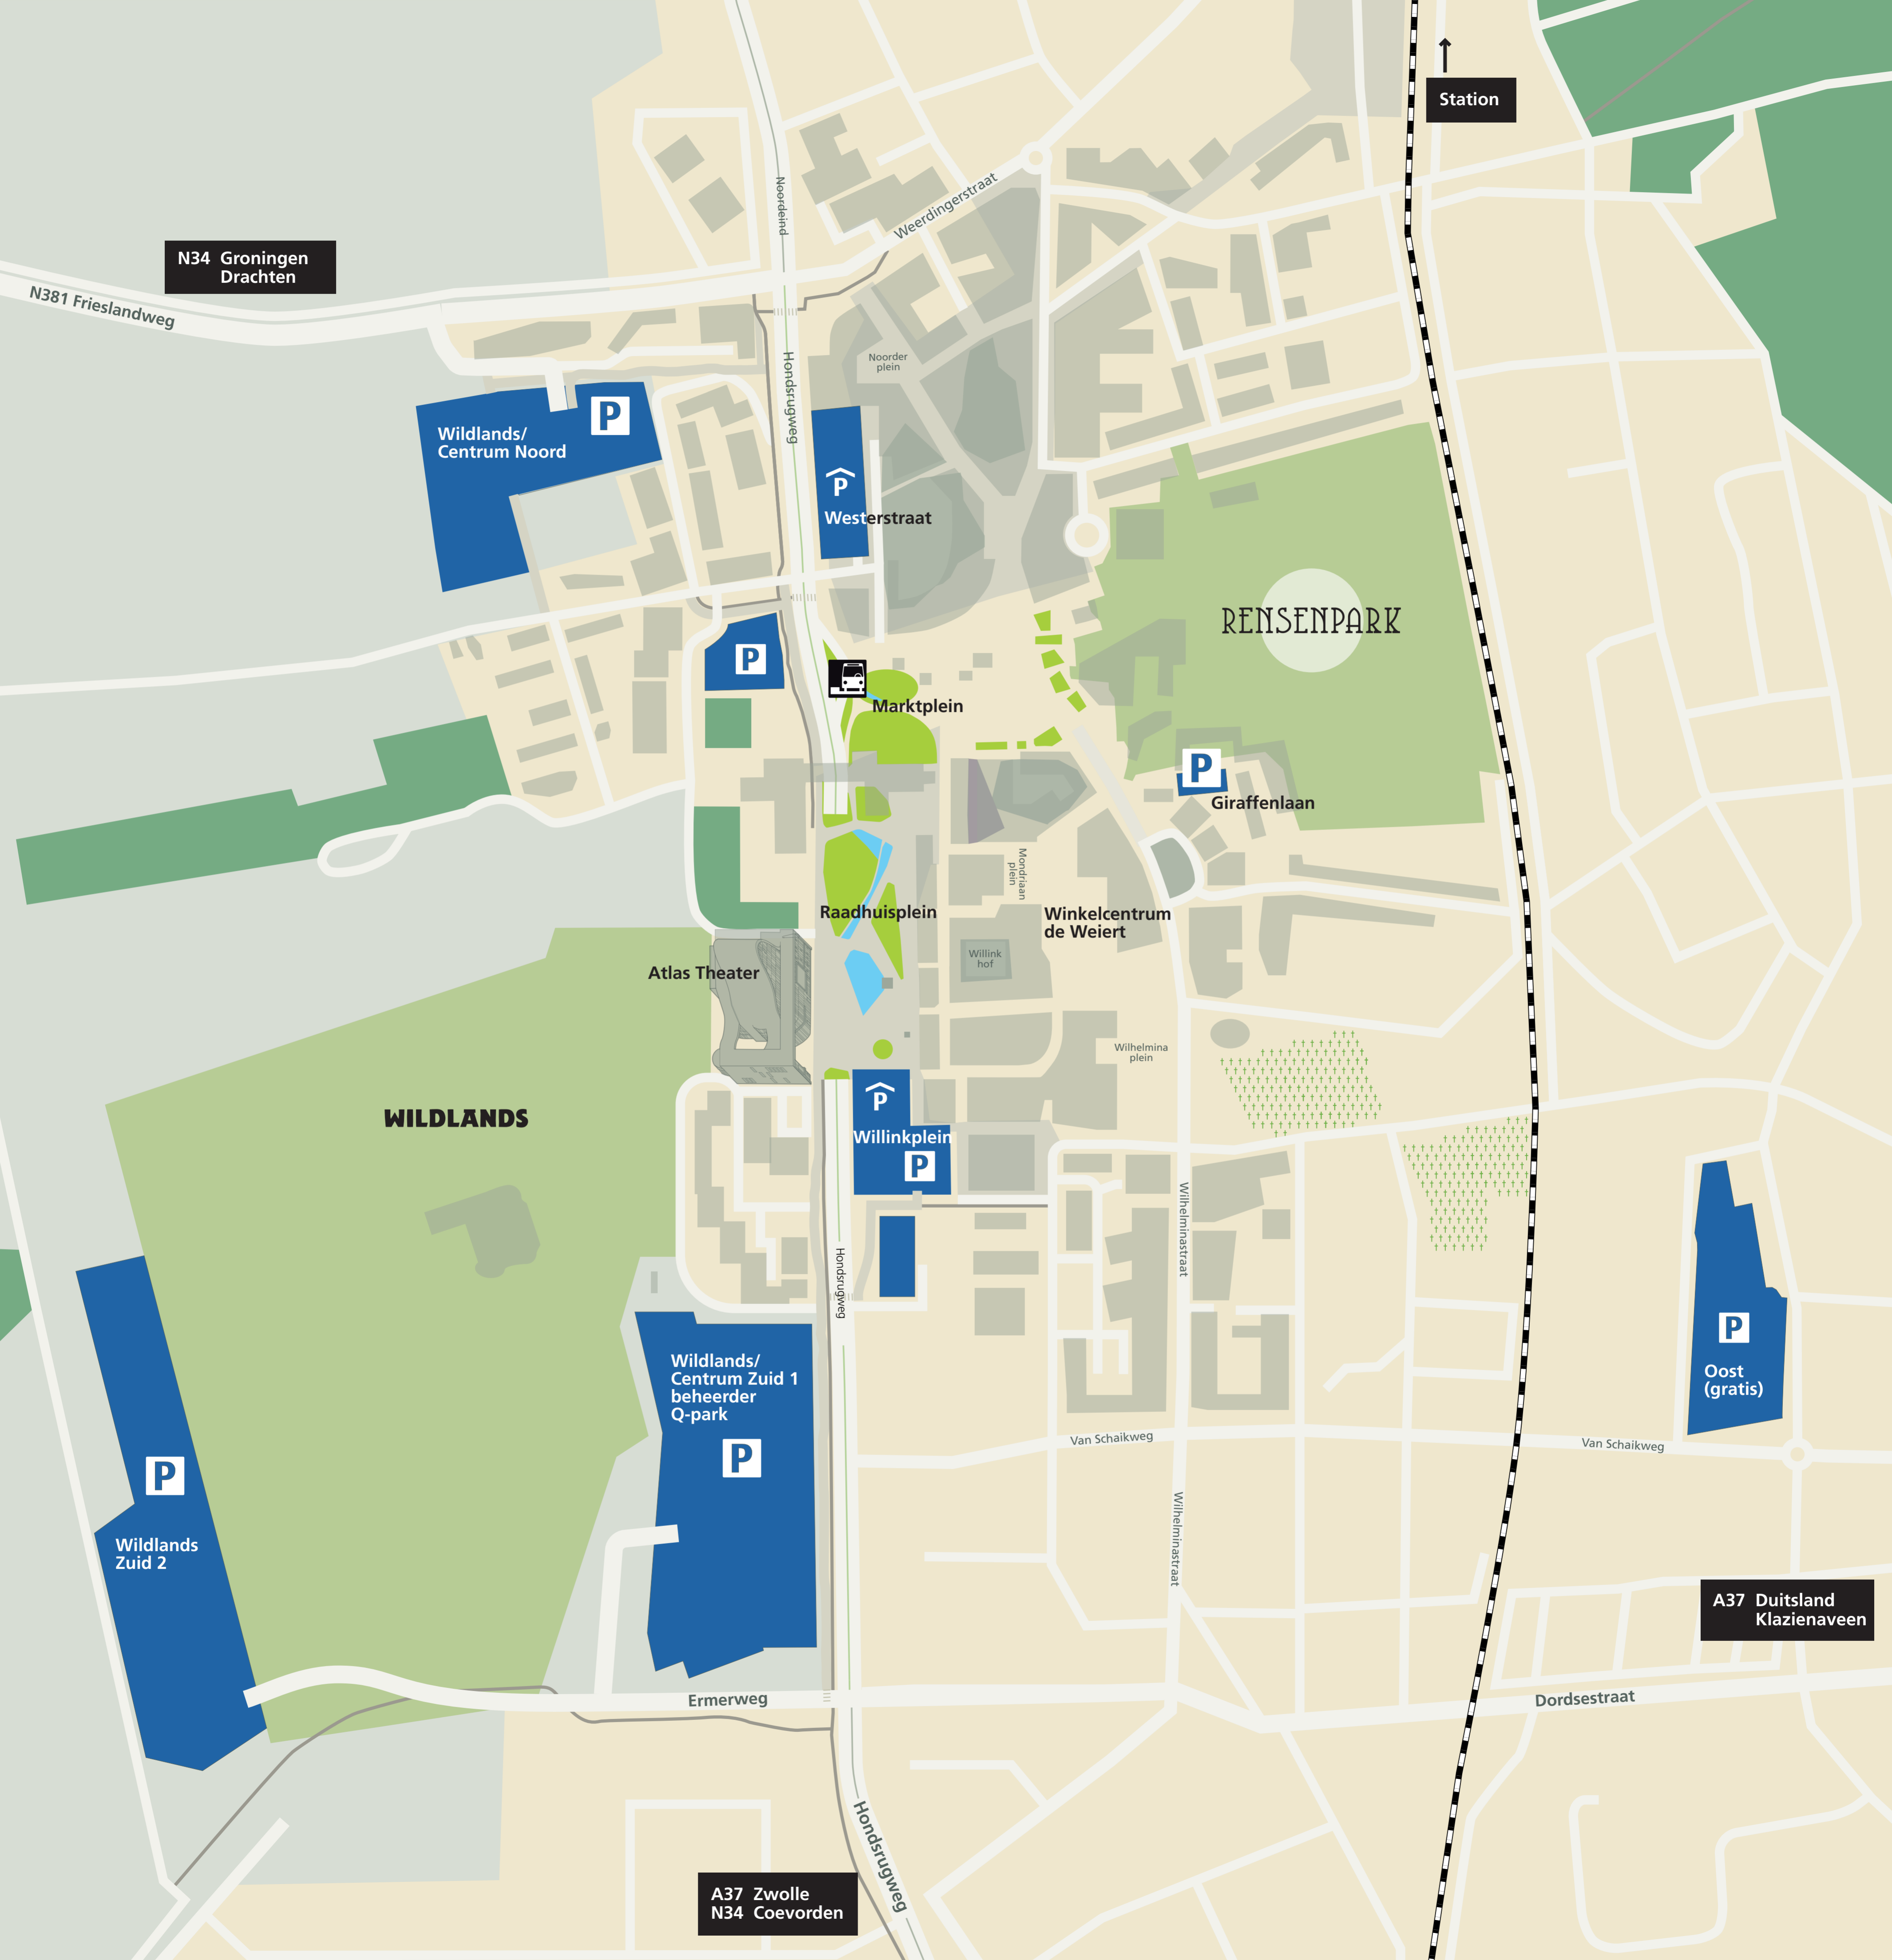 Station
Noordeind
Weerdingerstraat
N34 Groningen
Drachten
N381 Frieslandweg
Hondsrugweg
Noorder
plein
P
Wildlands/
Centrum Noord
P
Westerstraat
RENSENPARK
P
Marktplein
P
Giraffenlaan
Mondriaan
plein
Raadhuisplein
Winkelcentrum
de Weiert
Willink
hof
Atlas Theater
Wilhelmina
plein
P
WILDLANDS
Willinkplein
P
Wilhelminastraat
Hondsrugweg
P
Oost
(gratis)
Wildlands/
Centrum Zuid 1
beheerder
Q-park
P
Van Schaikweg
Van Schaikweg
P
Wildlands
Zuid 2
Wilhelminastraat
A37 Duitsland
Klazienaveen
Ermerweg
Dordsestraat
Hondsrugweg
A37 Zwolle
N34 Coevorden